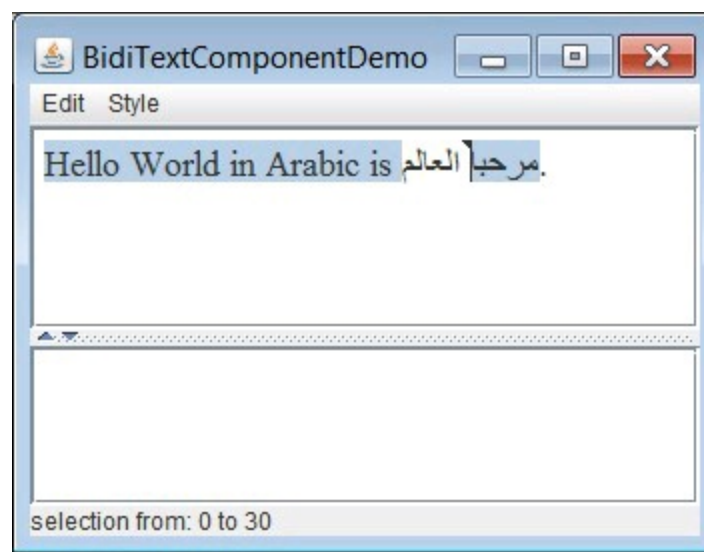 BidiTextComponentDemo
Edit Style
Hello World in Arabic is مرحبا العالم.
selection from: 0 to 30